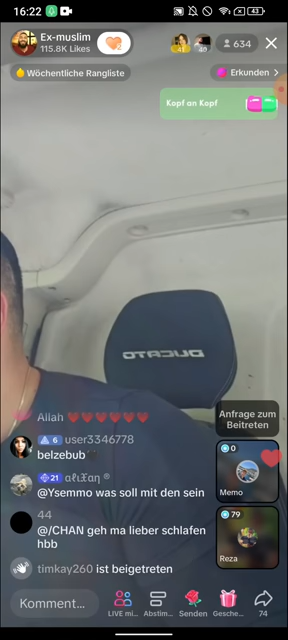 16:22
43
Ex-muslim
115.8K Likes
634
Wöchentliche Rangliste
Erkunden >
Kopf an Kopf
DUCATO
Allah
Anfrage zum
Beitreten
6 user3346778
belzebub
0
Memo
21 αℓιϰαη ®
@Ysemmo was soll mit den sein
44
@/CHAN geh ma lieber schlafen
hbb
79
Reza
timkay260 ist beigetreten
Komment...
LIVE mi...
Abstim...
Senden
Gesche...
74